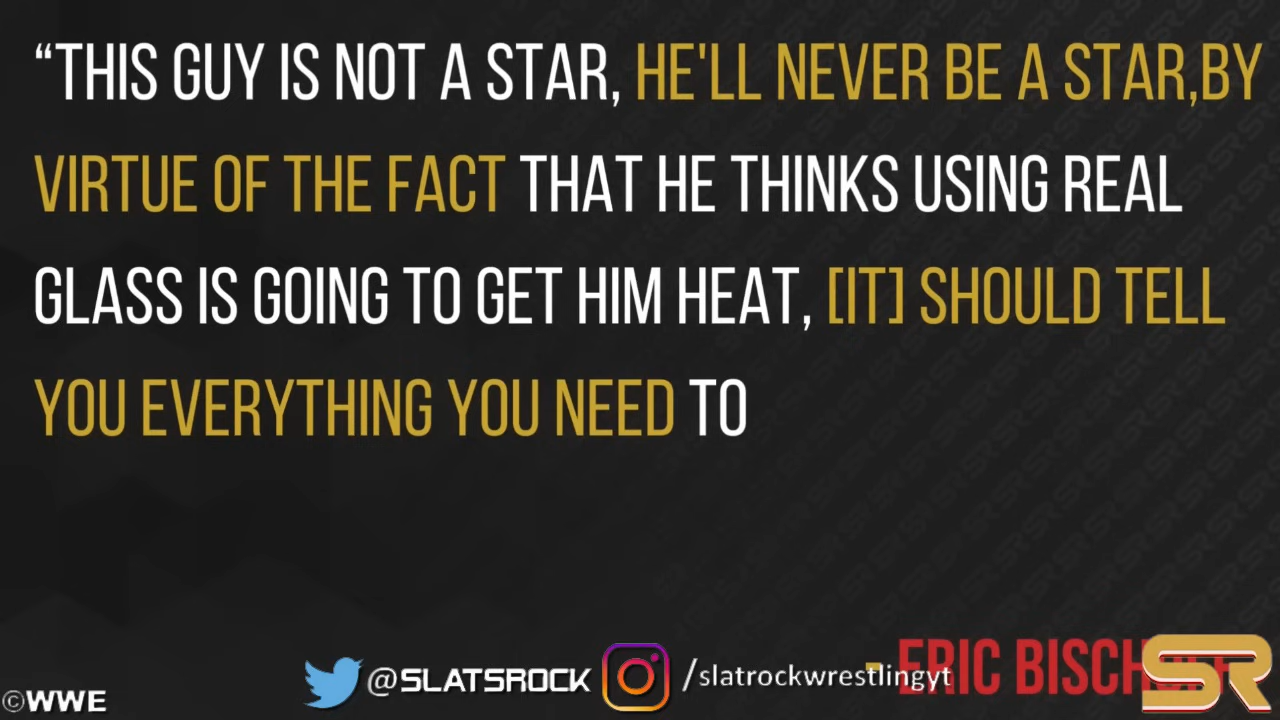 “THIS GUY IS NOT A STAR, HE'LL NEVER BE A STAR,BY
VIRTUE OF THE FACT THAT HE THINKS USING REAL
GLASS IS GOING TO GET HIM HEAT, [IT] SHOULD TELL
YOU EVERYTHING YOU NEED TO
- ERIC
@SLATSROCK /slatrockwrestlingyt
SR
©WWE